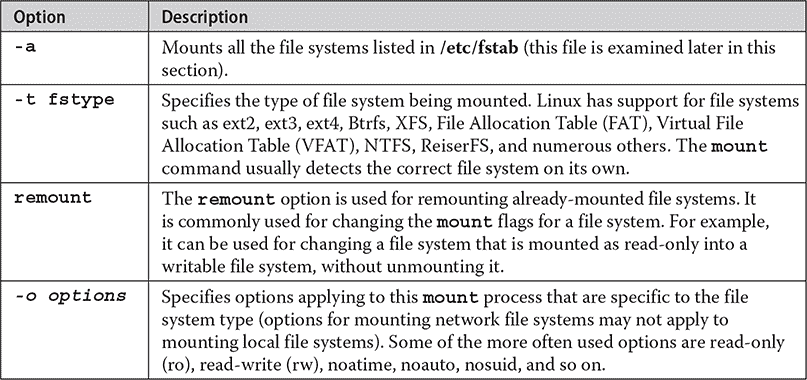 Option Description
-a Mounts all the file systems listed in /etc/fstab (this file is examined later in this
section).
-t fstype Specifies the type of file system being mounted. Linux has support for file systems
such as ext2, ext3, ext4, Btrfs, XFS, File Allocation Table (FAT), Virtual File
Allocation Table (VFAT), NTFS, ReiserFS, and numerous others. The mount
command usually detects the correct file system on its own.
remount The remount option is used for remounting already-mounted file systems. It
is commonly used for changing the mount flags for a file system. For example,
it can be used for changing a file system that is mounted as read-only into a
writable file system, without unmounting it.
-o options Specifies options applying to this mount process that are specific to the file
system type (options for mounting network file systems may not apply to
mounting local file systems). Some of the more often used options are read-only
(ro), read-write (rw), noatime, noauto, nosuid, and so on.